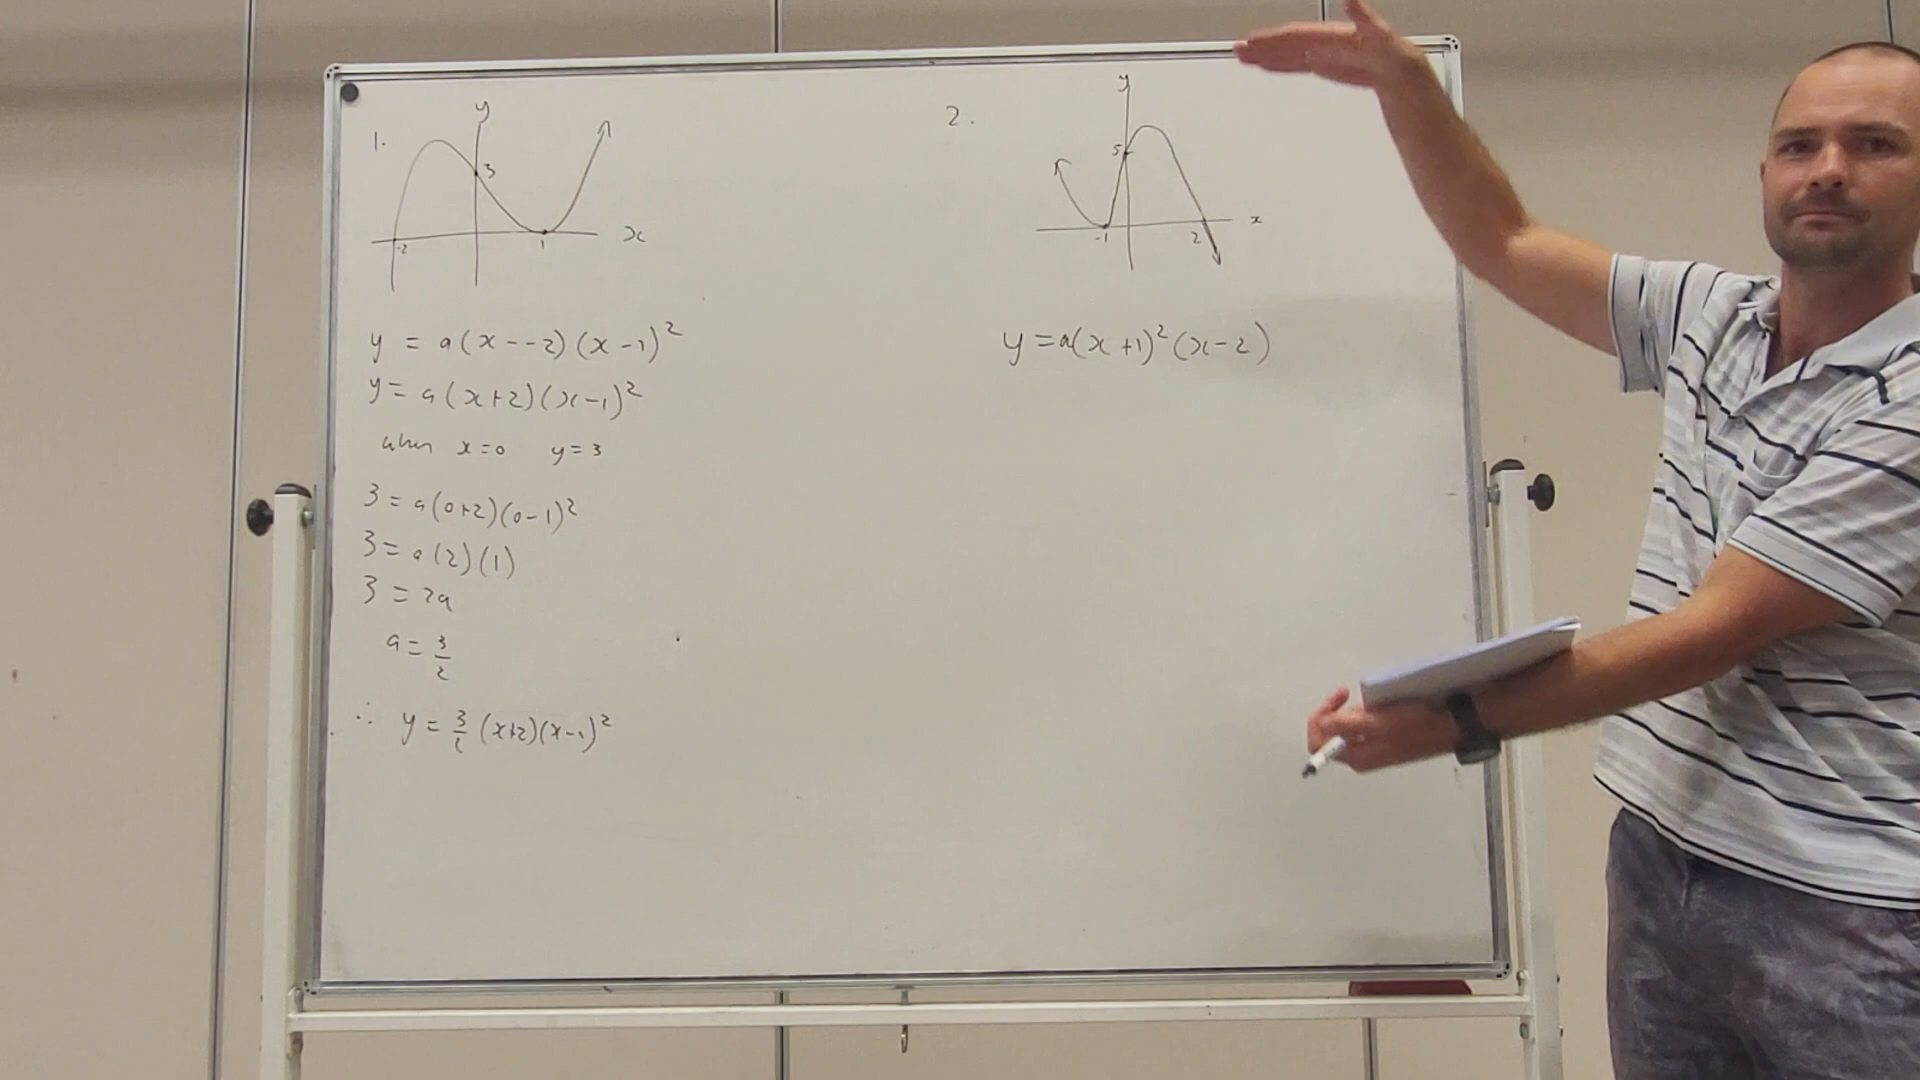 1.
y
3
-2
1
x
y = a(x--2)(x-1)²
y = a(x+2)(x-1)²
when x=0 y=3
3 = a(0+2)(0-1)²
3 = a(2)(1)
3 = 2a
a = 3/2
∴ y = 3/2 (x+2)(x-1)²
2.
y
5
-1
2
x
y = a(x+1)²(x-2)